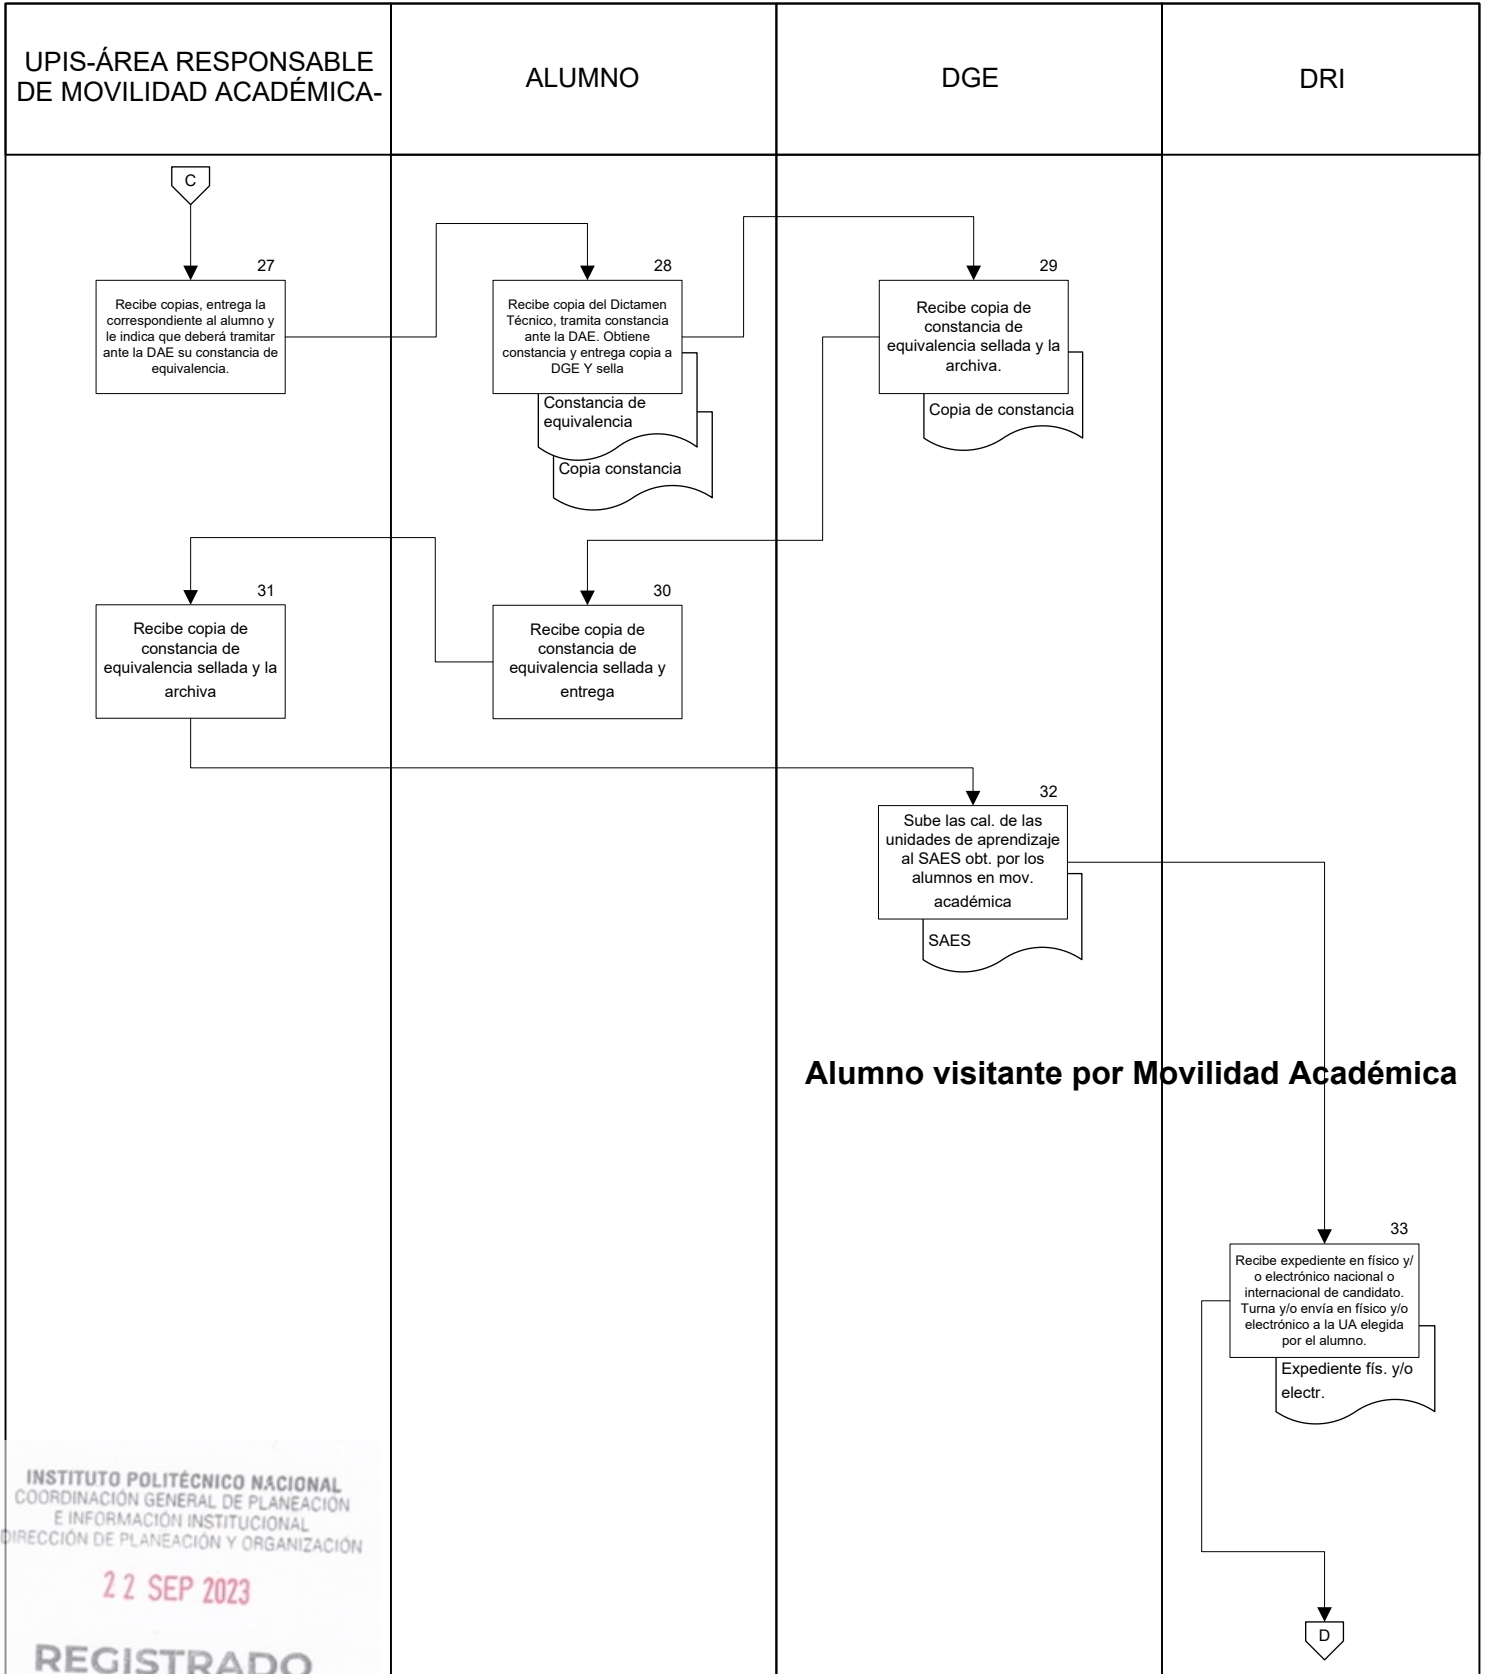 UPIS-ÁREA RESPONSABLE
DE MOVILIDAD ACADÉMICA-
ALUMNO
DGE
DRI
C
27
Recibe copias, entrega la
correspondiente al alumno y
le indica que deberá tramitar
ante la DAE su constancia de
equivalencia.
28
Recibe copia del Dictamen
Técnico, tramita constancia
ante la DAE. Obtiene
constancia y entrega copia a
DGE Y sella
Constancia de
equivalencia
Copia constancia
29
Recibe copia de
constancia de
equivalencia sellada y la
archiva.
Copia de constancia
31
Recibe copia de
constancia de
equivalencia sellada y la
archiva
30
Recibe copia de
constancia de
equivalencia sellada y
entrega
32
Sube las cal. de las
unidades de aprendizaje
al SAES obt. por los
alumnos en mov.
académica
SAES
Alumno visitante por Movilidad Académica
33
Recibe expediente en físico y/
o electrónico nacional o
internacional de candidato.
Turna y/o envía en físico y/o
electrónico a la UA elegida
por el alumno.
Expediente fís. y/o
electr.
INSTITUTO POLITÉCNICO NACIONAL
COORDINACIÓN GENERAL DE PLANEACIÓN
E INFORMACIÓN INSTITUCIONAL
DIRECCIÓN DE PLANEACIÓN Y ORGANIZACIÓN
22 SEP 2023
REGISTRADO
D